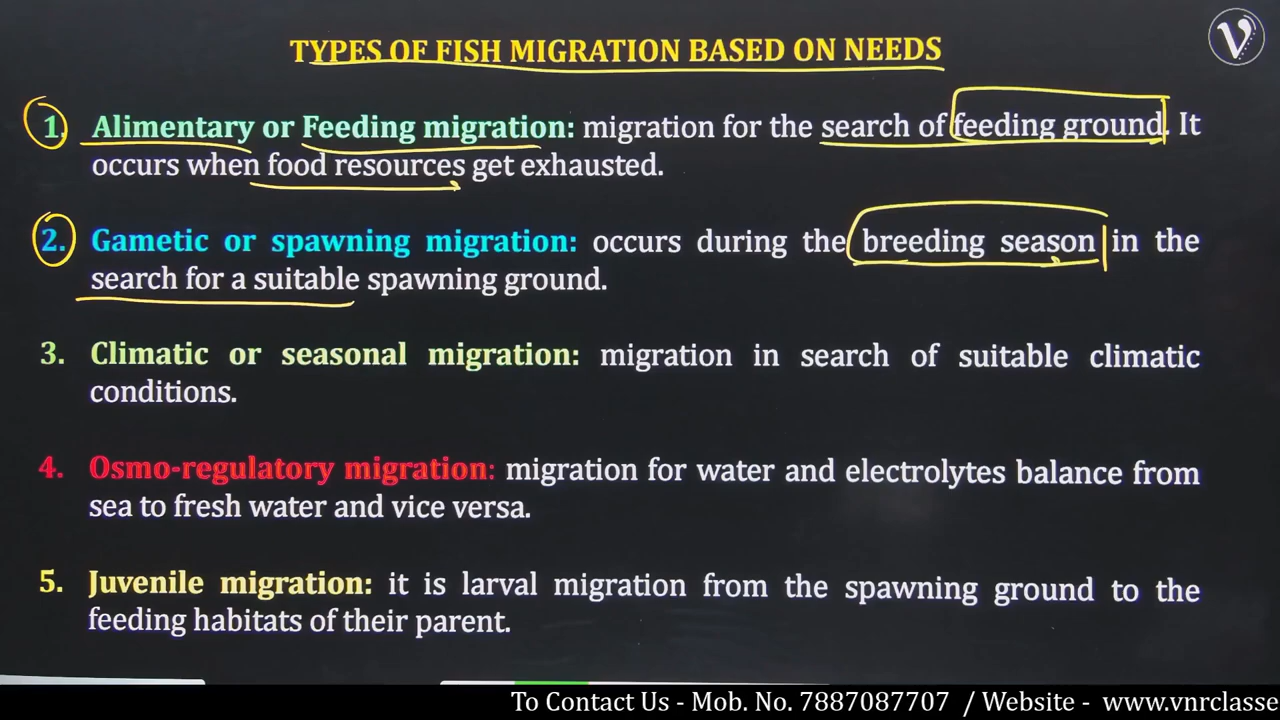 TYPES OF FISH MIGRATION BASED ON NEEDS
V
1. Alimentary or Feeding migration: migration for the search of feeding ground. It
occurs when food resources get exhausted.
2. Gametic or spawning migration: occurs during the breeding season in the
search for a suitable spawning ground.
3. Climatic or seasonal migration: migration in search of suitable climatic
conditions.
4. Osmo-regulatory migration: migration for water and electrolytes balance from
sea to fresh water and vice versa.
5. Juvenile migration: it is larval migration from the spawning ground to the
feeding habitats of their parent.
To Contact Us - Mob. No. 7887087707 / Website - www.vnrclasse